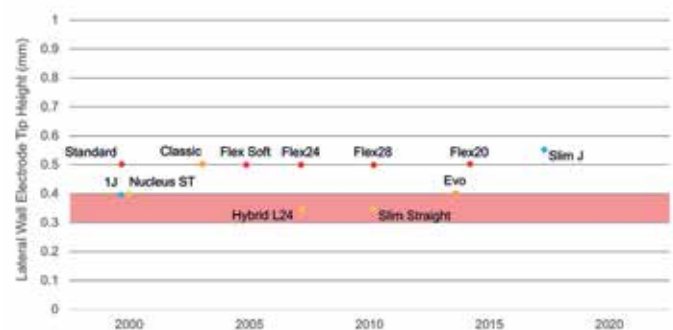 Lateral Wall Electrode Tip Height (mm)
1
0.9
0.8
0.7
0.6
0.5
0.4
0.3
0.2
0.1
0
Standard
Classic
Flex Soft
Flex24
Flex28
Flex20
Slim J
1J
Nucleus ST
Evo
Hybrid L24
Slim Straight
2000
2005
2010
2015
2020